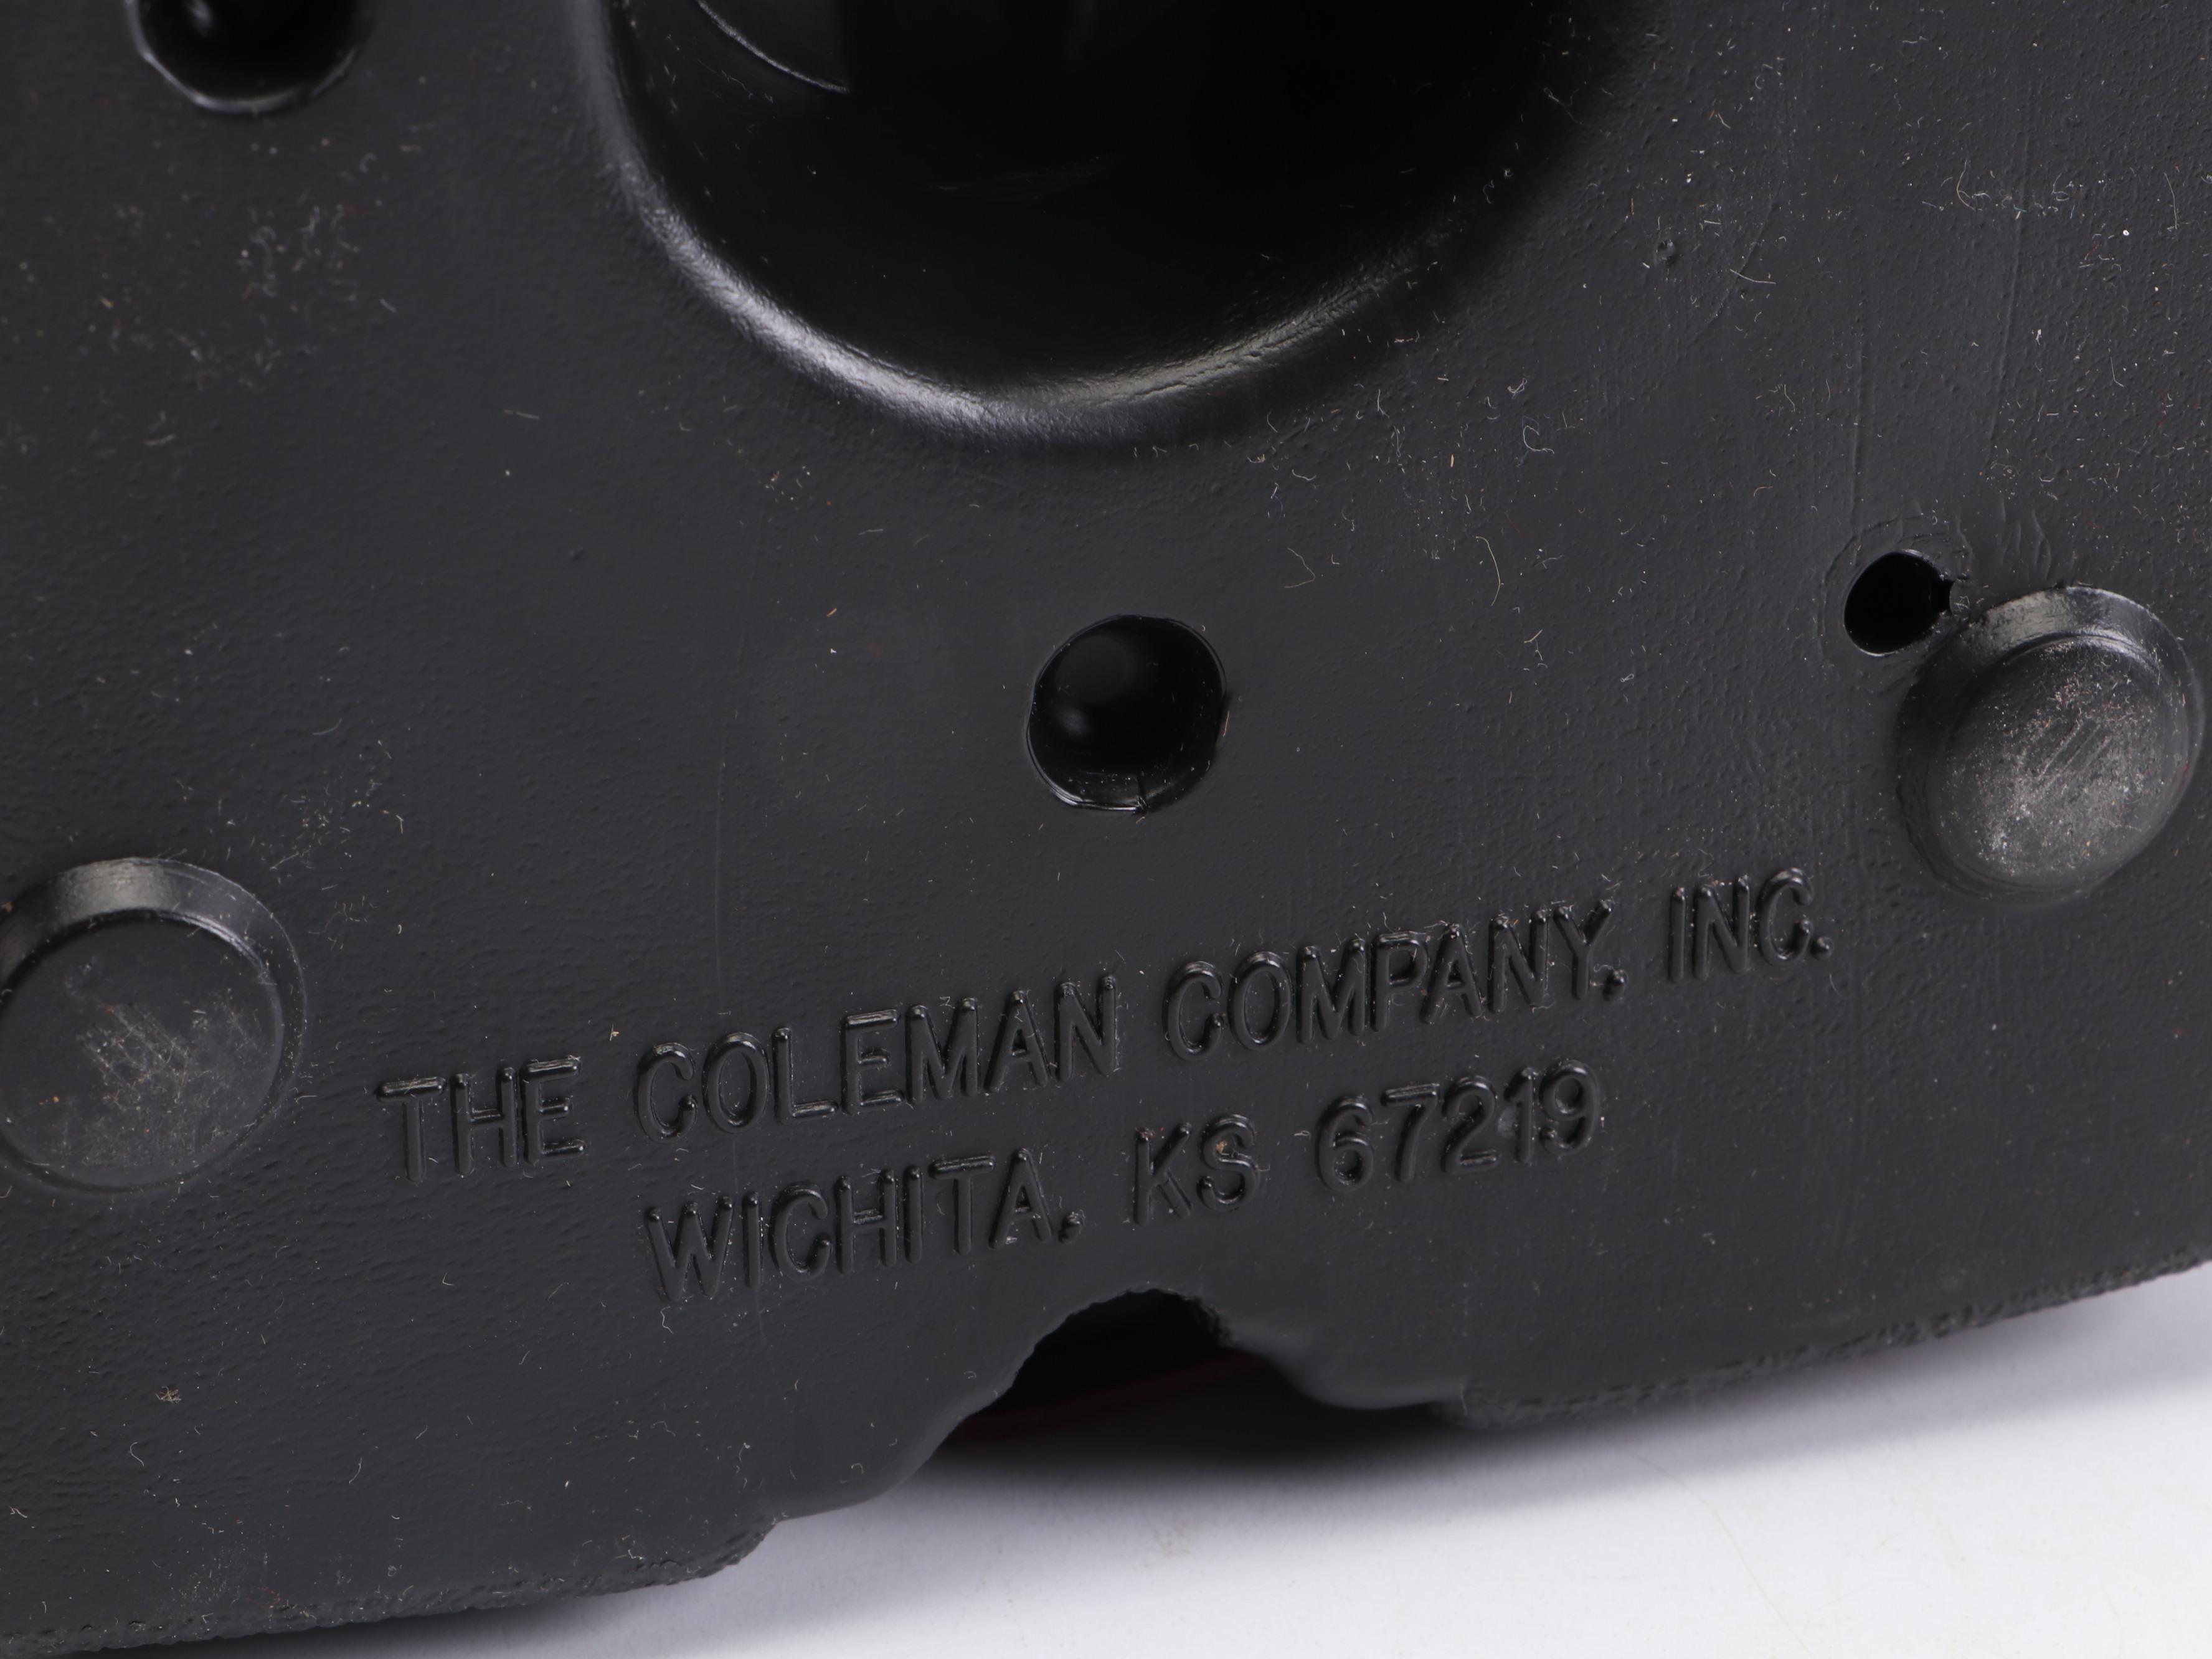 THE COLEMAN COMPANY, INC.
WICHITA, KS 67219